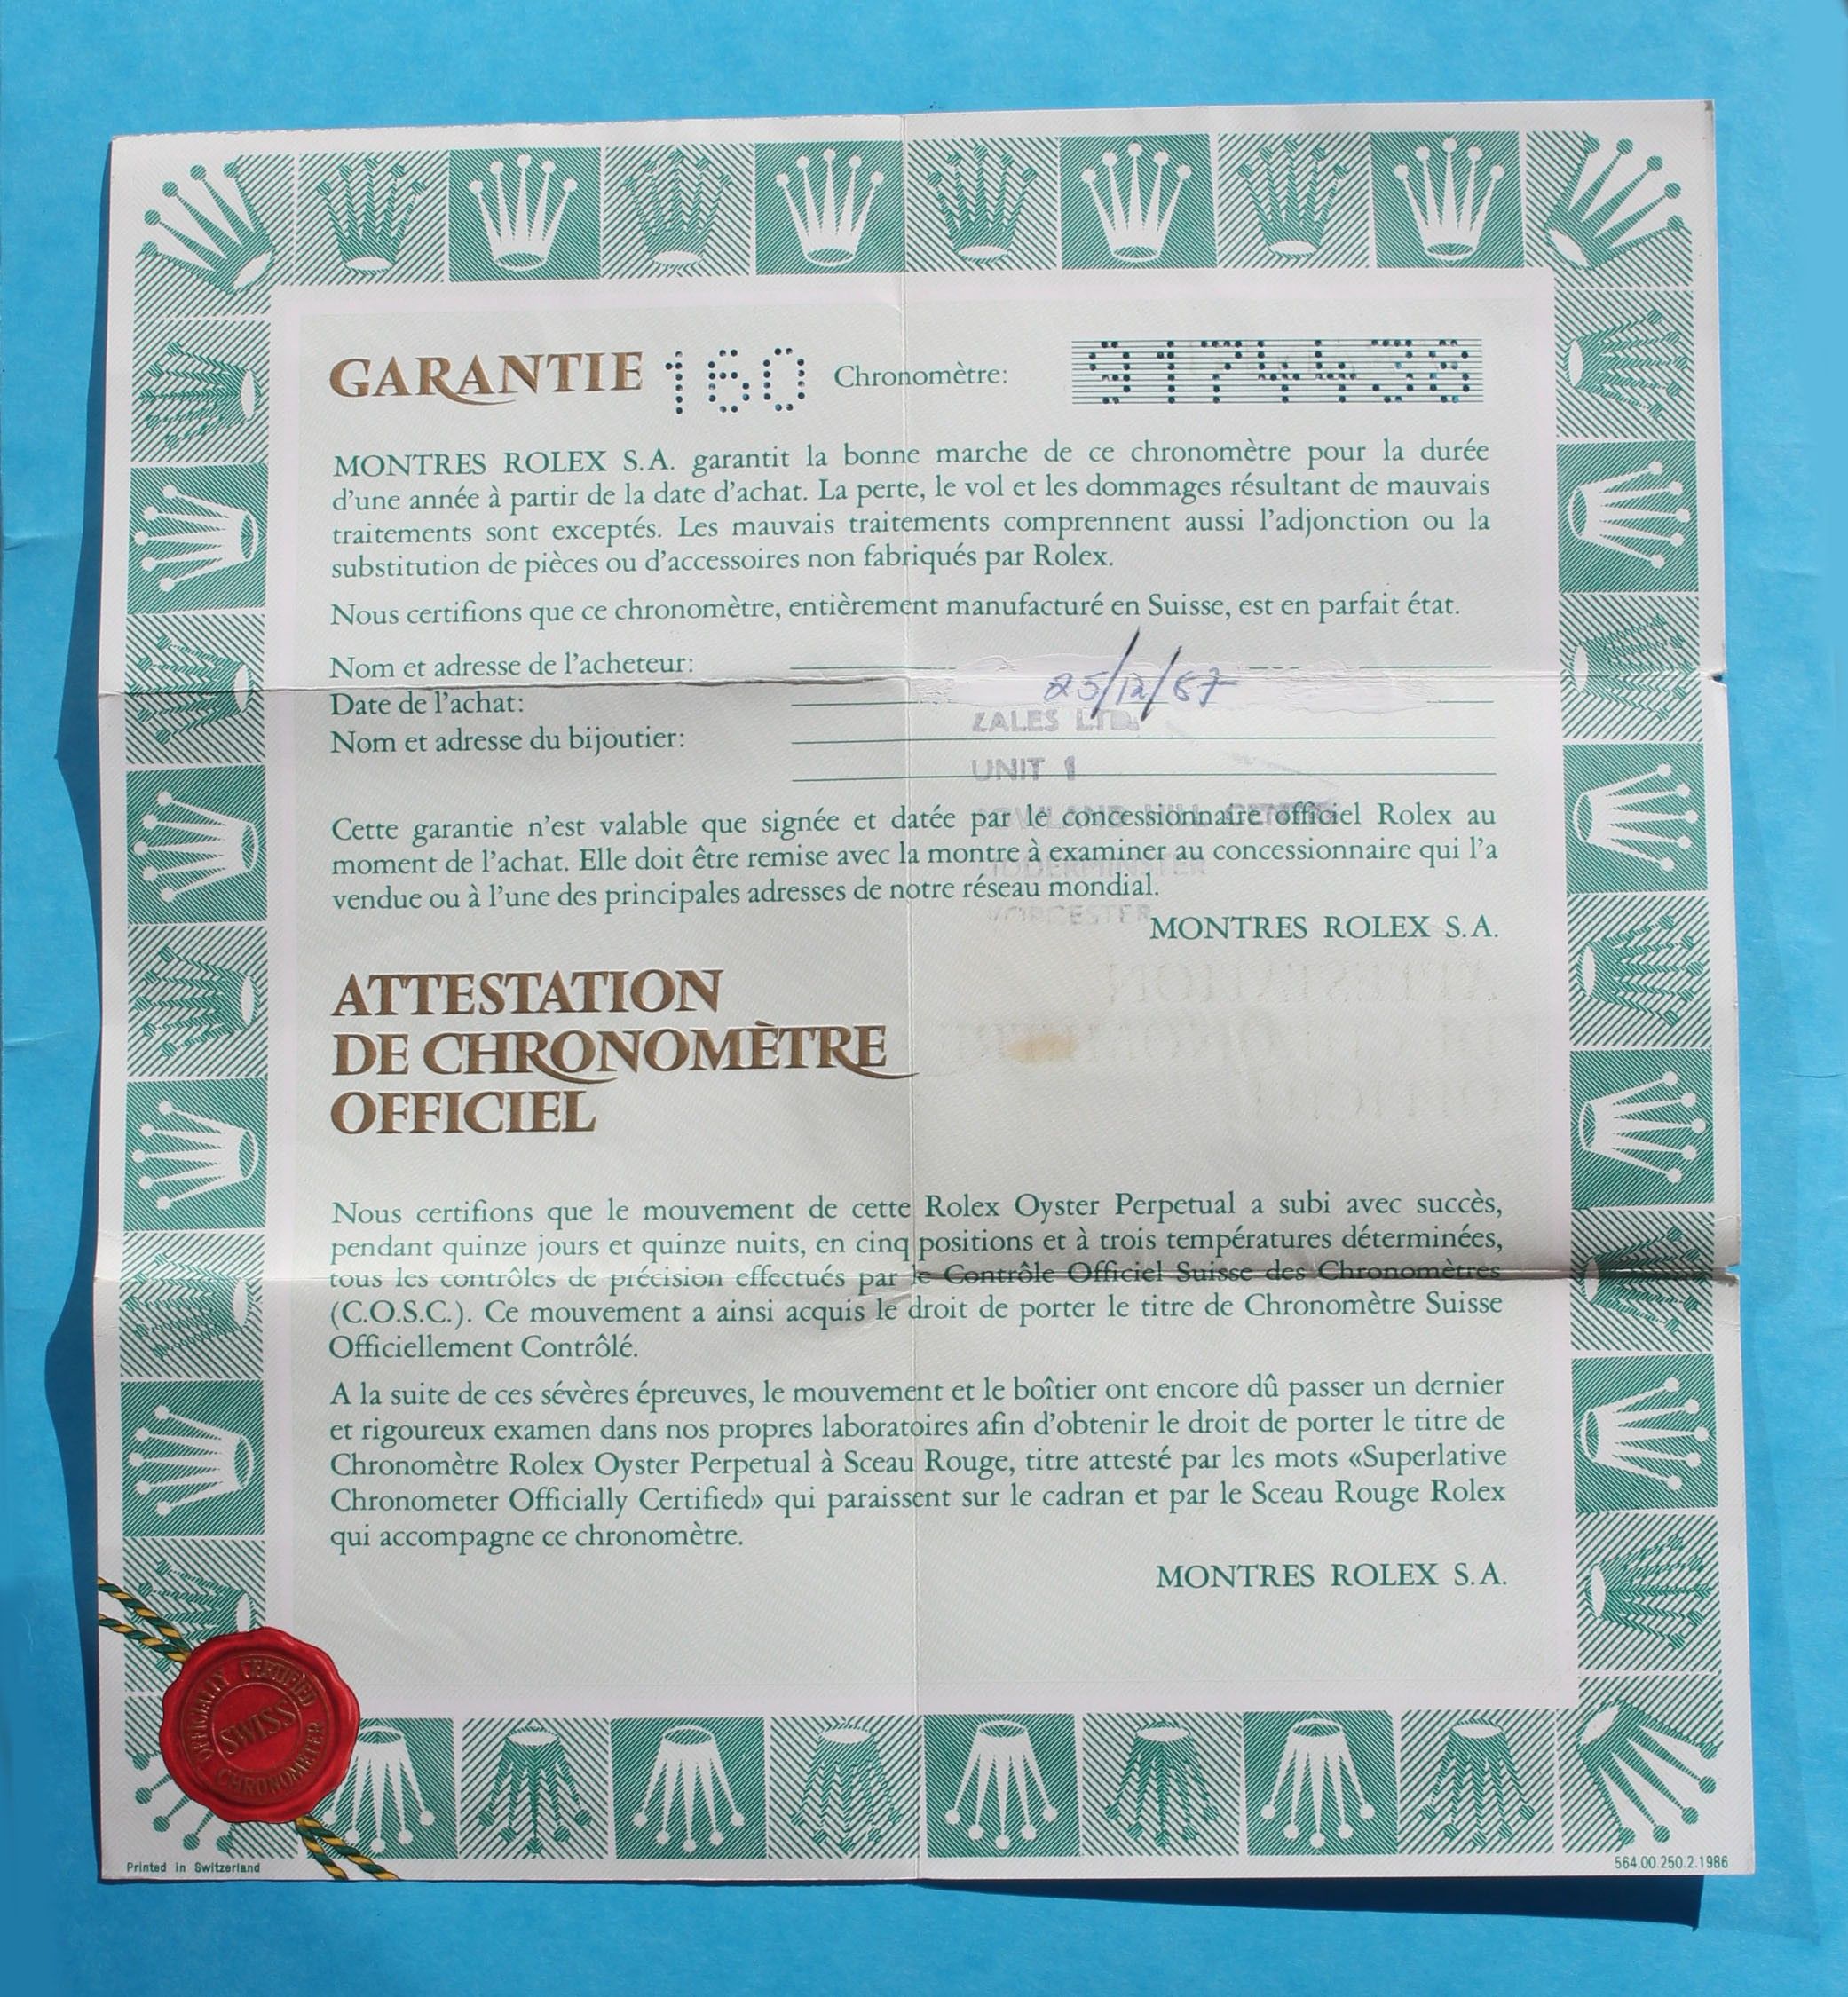 GARANTIE 160 Chronomètre: 9174438
MONTRES ROLEX S.A. garantit la bonne marche de ce chronomètre pour la durée
d'une année à partir de la date d'achat. La perte, le vol et les dommages résultant de mauvais
traitements sont exceptés. Les mauvais traitements comprennent aussi l'adjonction ou la
substitution de pièces ou d'accessoires non fabriqués par Rolex.
Nous certifions que ce chronomètre, entièrement manufacturé en Suisse, est en parfait état.
Nom et adresse de l'acheteur:
Date de l'achat: 25/12/87
Nom et adresse du bijoutier: ZALES LTD.
UNIT 1
HILL CENTRE
Cette garantie n'est valable que signée et datée par le concessionnaire officiel Rolex au
moment de l'achat. Elle doit être remise avec la montre à examiner au concessionnaire qui l'a
vendue ou à l'une des principales adresses de notre réseau mondial.
MONTRES ROLEX S.A.
ATTESTATION
DE CHRONOMÈTRE
OFFICIEL
Nous certifions que le mouvement de cette Rolex Oyster Perpetual a subi avec succès,
pendant quinze jours et quinze nuits, en cinq positions et à trois températures déterminées,
tous les contrôles de précision effectués par le Contrôle Officiel Suisse des Chronomètres
(C.O.S.C.). Ce mouvement a ainsi acquis le droit de porter le titre de Chronomètre Suisse
Officiellement Contrôlé.
A la suite de ces sévères épreuves, le mouvement et le boîtier ont encore dû passer un dernier
et rigoureux examen dans nos propres laboratoires afin d'obtenir le droit de porter le titre de
Chronomètre Rolex Oyster Perpetual à Sceau Rouge, titre attesté par les mots «Superlative
Chronometer Officially Certified» qui paraissent sur le cadran et par le Sceau Rouge Rolex
qui accompagne ce chronomètre.
MONTRES ROLEX S.A.
OFFICIALLY CERTIFIED
SWISS
CHRONOMETER
Printed in Switzerland
564.00.250.2.1986